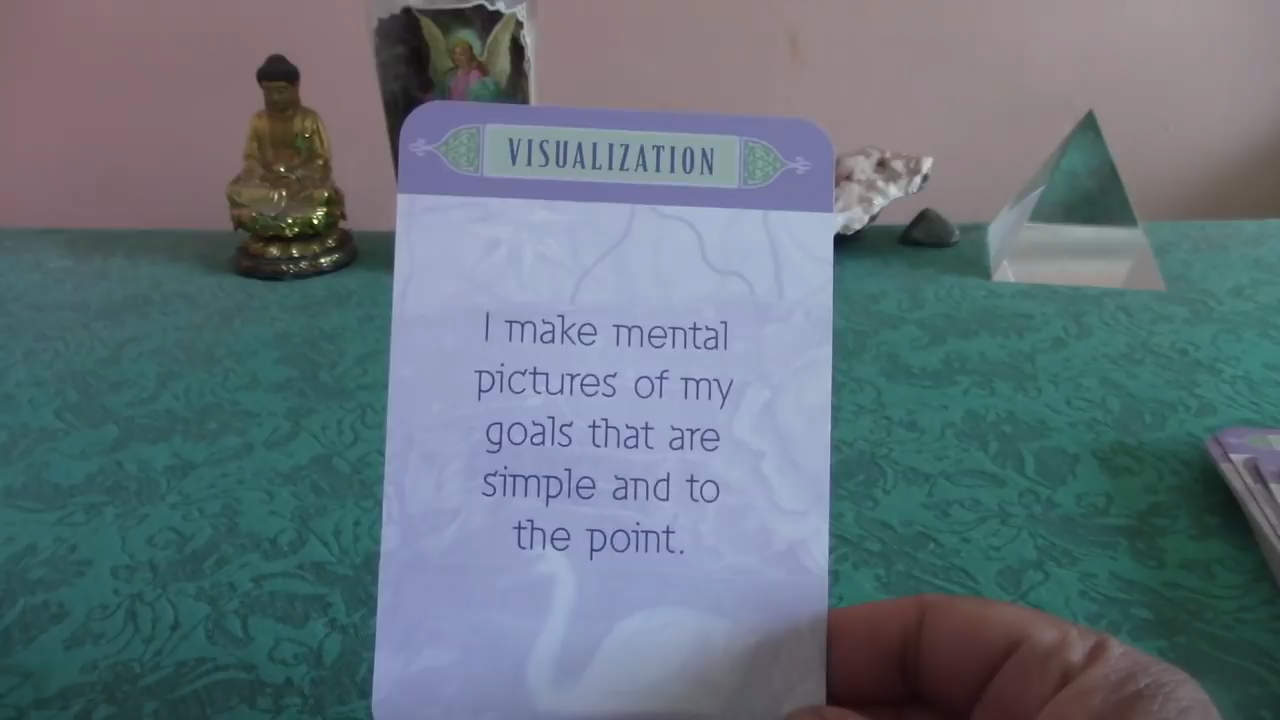 VISUALIZATION
I make mental
pictures of my
goals that are
simple and to
the point.